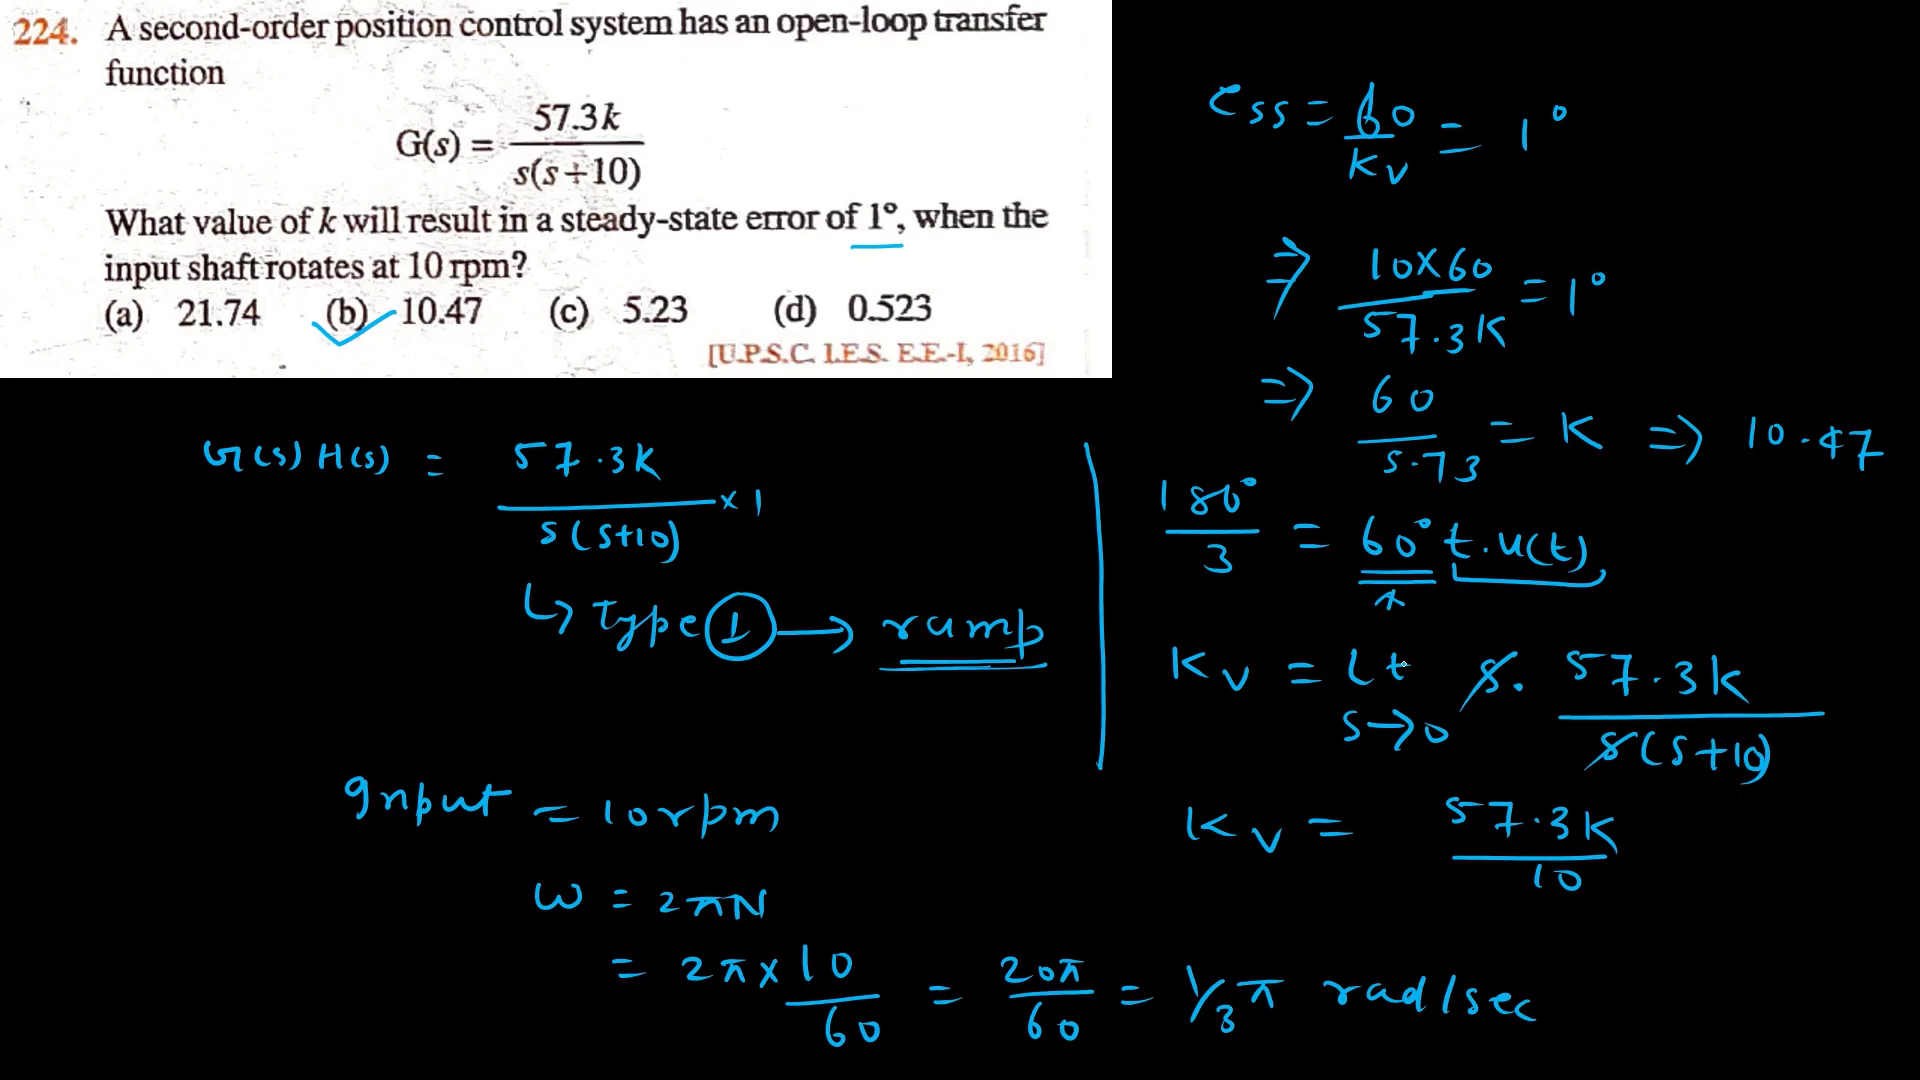 224. A second-order position control system has an open-loop transfer
function
G(s) = 57.3k / s(s+10)
What value of k will result in a steady-state error of 1°, when the
input shaft rotates at 10 rpm?
(a) 21.74 (b) 10.47 (c) 5.23 (d) 0.523
[U.P.S.C. I.E.S. E.E.-I, 2016]
G(s) H(s) = 57.3K / s(s+10) × 1
↳ Type 1 → ramp
Input = 10 rpm
ω = 2πN
= 2π × 10/60 = 20π/60 = 1/3 π rad/sec
ess = 60/Kv = 1°
⇒ 10×60 / 57.3K = 1°
⇒ 60/5.73 = K ⇒ 10.47
180°/3 = 60° t.u(t)
Kv = Lt s→0 s. 57.3K / s(s+10)
Kv = 57.3K / 10